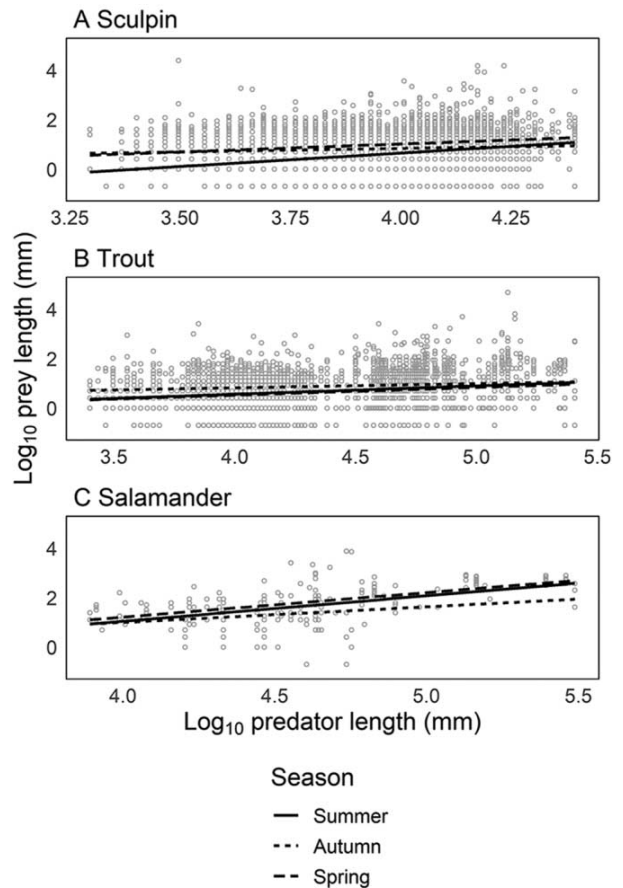 A Sculpin
4
2
0
3.25 3.50 3.75 4.00 4.25
B Trout
4
2
0
3.5 4.0 4.5 5.0 5.5
C Salamander
4
2
0
4.0 4.5 5.0 5.5
Log₁₀ prey length (mm)
Log₁₀ predator length (mm)
Season
Summer
Autumn
Spring